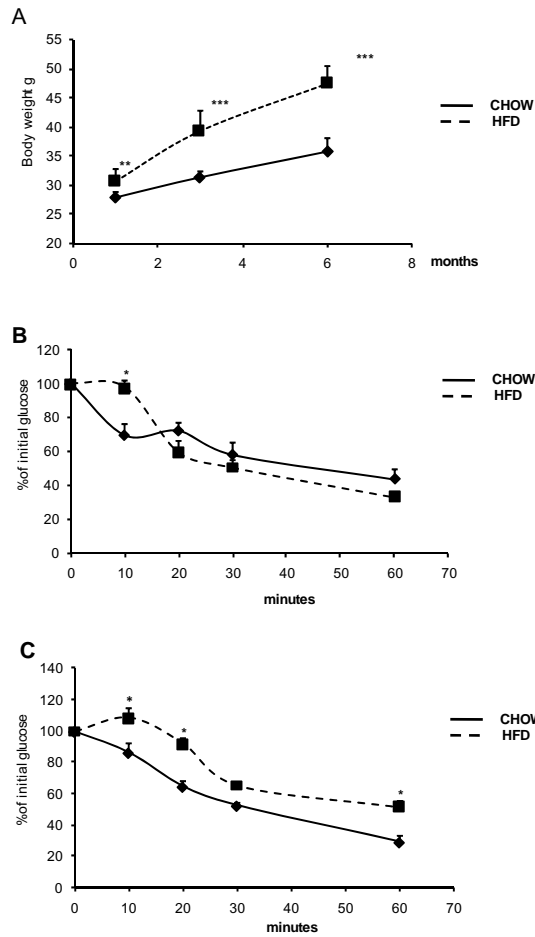 A
Body weight g
55
50
45
40
35
30
25
20
**
***
***
0 2 4 6 8
months
CHOW
HFD
B
%of initial glucose
120
100
80
60
40
20
0
*
0 10 20 30 40 50 60 70
minutes
CHOW
HFD
C
%of initial glucose
140
120
100
80
60
40
20
0
*
*
*
0 10 20 30 40 50 60 70
minutes
CHOW
HFD